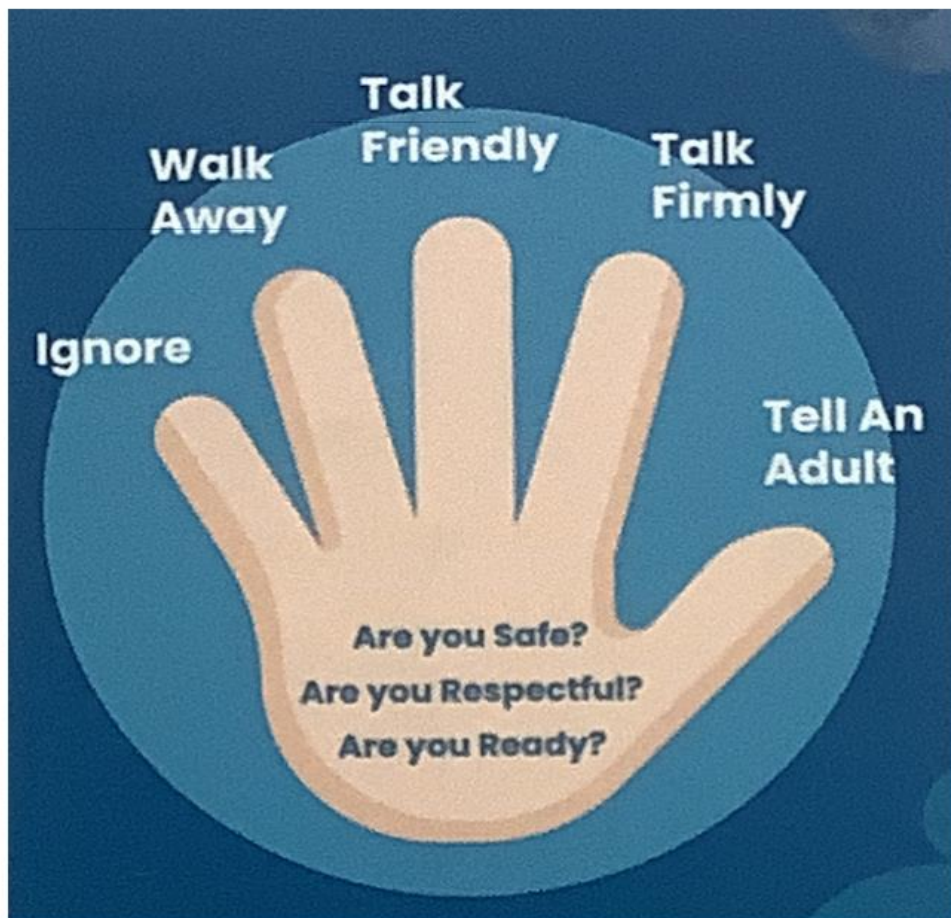 Talk
Friendly
Walk
Away
Talk
Firmly
Ignore
Tell An
Adult
Are you Safe?
Are you Respectful?
Are you Ready?